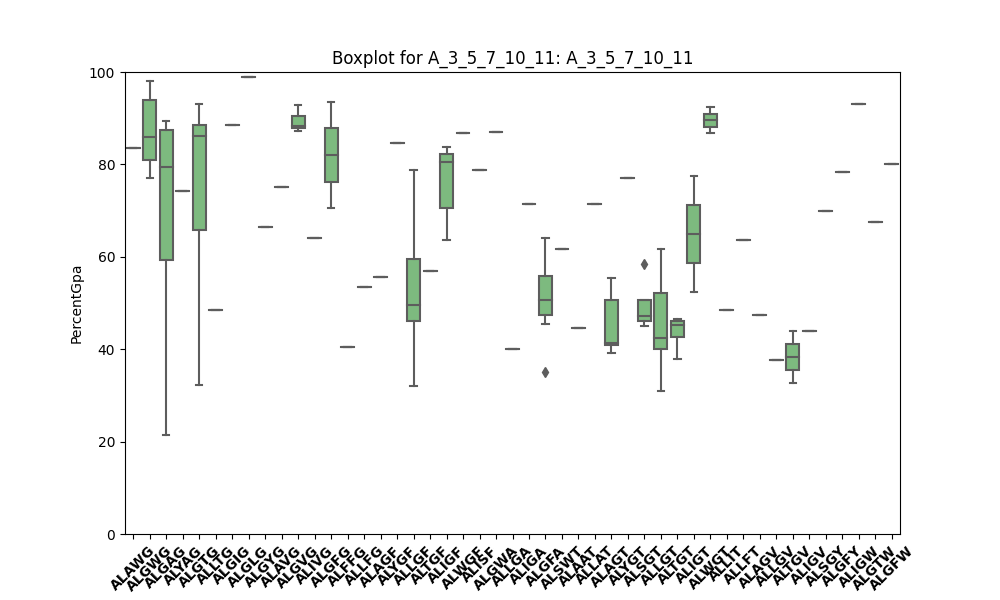 Boxplot for A_3_5_7_10_11: A_3_5_7_10_11
PercentGpa
100
80
60
40
20
0
ALAWG
ALGWG
ALGAG
ALYAG
ALGTG
ALLTG
ALGIG
ALGLG
ALGYG
ALAVG
ALGVG
ALIVG
ALGFG
ALFFG
ALLFG
ALAGF
ALYGF
ALLGF
ALTGF
ALIGF
ALWGF
ALISF
ALGWA
ALLGA
ALIGA
ALGFA
ALSWT
ALAAT
ALLAT
ALAGT
ALYGT
ALSGT
ALLGT
ALTGT
ALIGT
ALWGT
ALLLT
ALLFT
ALAGV
ALLGV
ALTGV
ALIGV
ALSGY
ALGFY
ALIGW
ALGTW
ALGFW